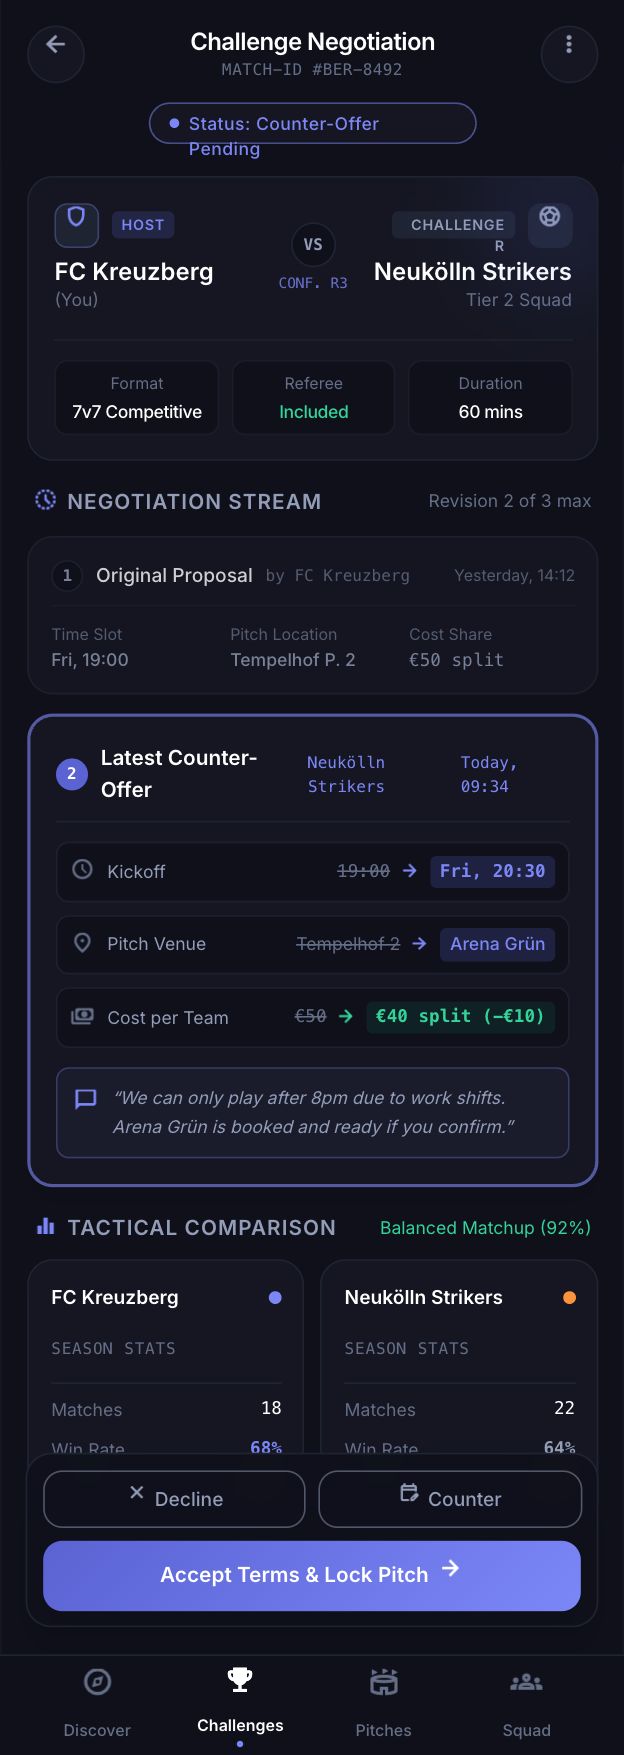 Challenge Negotiation
MATCH-ID #BER-8492
Status: Counter-Offer
Pending
HOST
VS
CHALLENGE
R
FC Kreuzberg
CONF. R3
Neukölln Strikers
(You)
Tier 2 Squad
Format
Referee
Duration
7v7 Competitive
Included
60 mins
NEGOTIATION STREAM
Revision 2 of 3 max
1
Original Proposal
by FC Kreuzberg
Yesterday, 14:12
Time Slot
Pitch Location
Cost Share
Fri, 19:00
Tempelhof P. 2
€50 split
2
Latest Counter-
Offer
Neukölln
Strikers
Today,
09:34
Kickoff
19:00 → Fri, 20:30
Pitch Venue
Tempelhof 2 → Arena Grün
Cost per Team
€50 → €40 split (−€10)
“We can only play after 8pm due to work shifts.
Arena Grün is booked and ready if you confirm.”
TACTICAL COMPARISON
Balanced Matchup (92%)
FC Kreuzberg
Neukölln Strikers
SEASON STATS
SEASON STATS
Matches 18
Matches 22
Win Rate 68%
Win Rate 64%
Decline
Counter
Accept Terms & Lock Pitch →
Discover
Challenges
Pitches
Squad